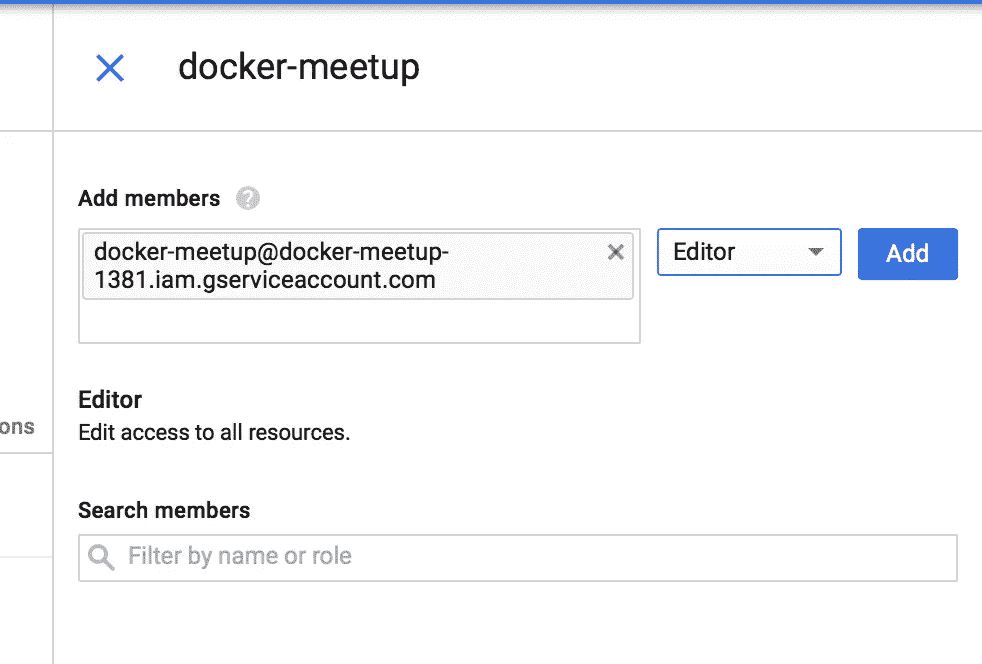 docker-meetup
Add members ?
docker-meetup@docker-meetup-
1381.iam.gserviceaccount.com
Editor
Add
Editor
Edit access to all resources.
ons
Search members
Filter by name or role